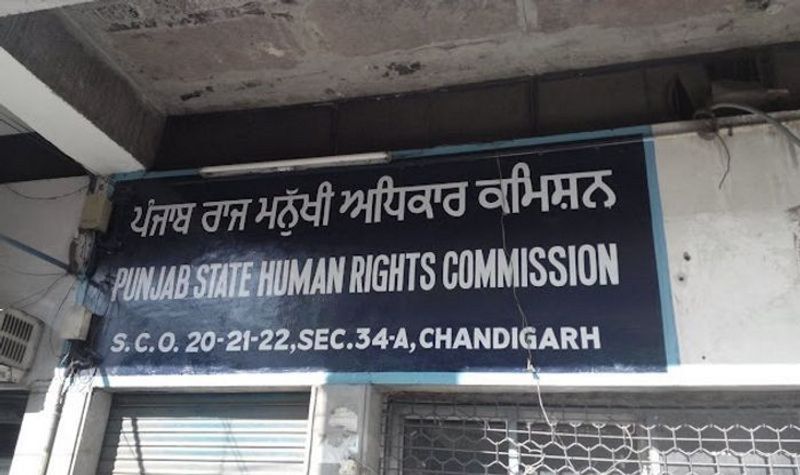 ਪੰਜਾਬ ਰਾਜ ਮਨੁੱਖੀ ਅਧਿਕਾਰ ਕਮਿਸ਼ਨ
PUNJAB STATE HUMAN RIGHTS COMMISSION
S.C.O. 20-21-22, SEC.34-A, CHANDIGARH